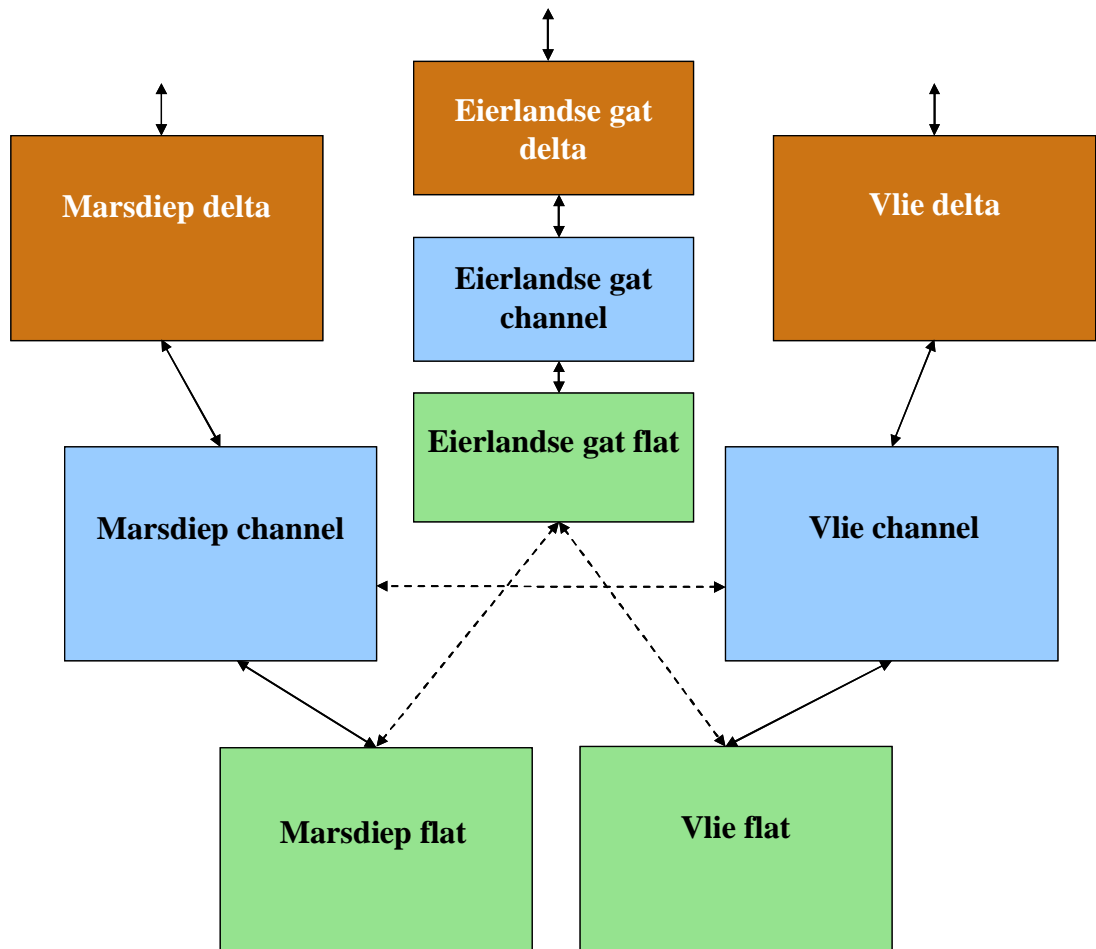 Eierlandse gat
delta
Marsdiep delta
Vlie delta
Eierlandse gat
channel
Eierlandse gat flat
Marsdiep channel
Vlie channel
Marsdiep flat
Vlie flat